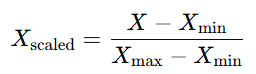 X_scaled = (X − X_min) / (X_max − X_min)